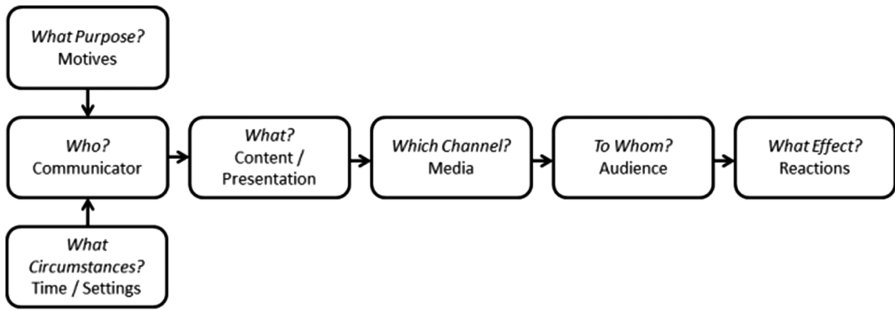 What Purpose?
Motives
Who?
Communicator
What?
Content /
Presentation
Which Channel?
Media
To Whom?
Audience
What Effect?
Reactions
What
Circumstances?
Time / Settings